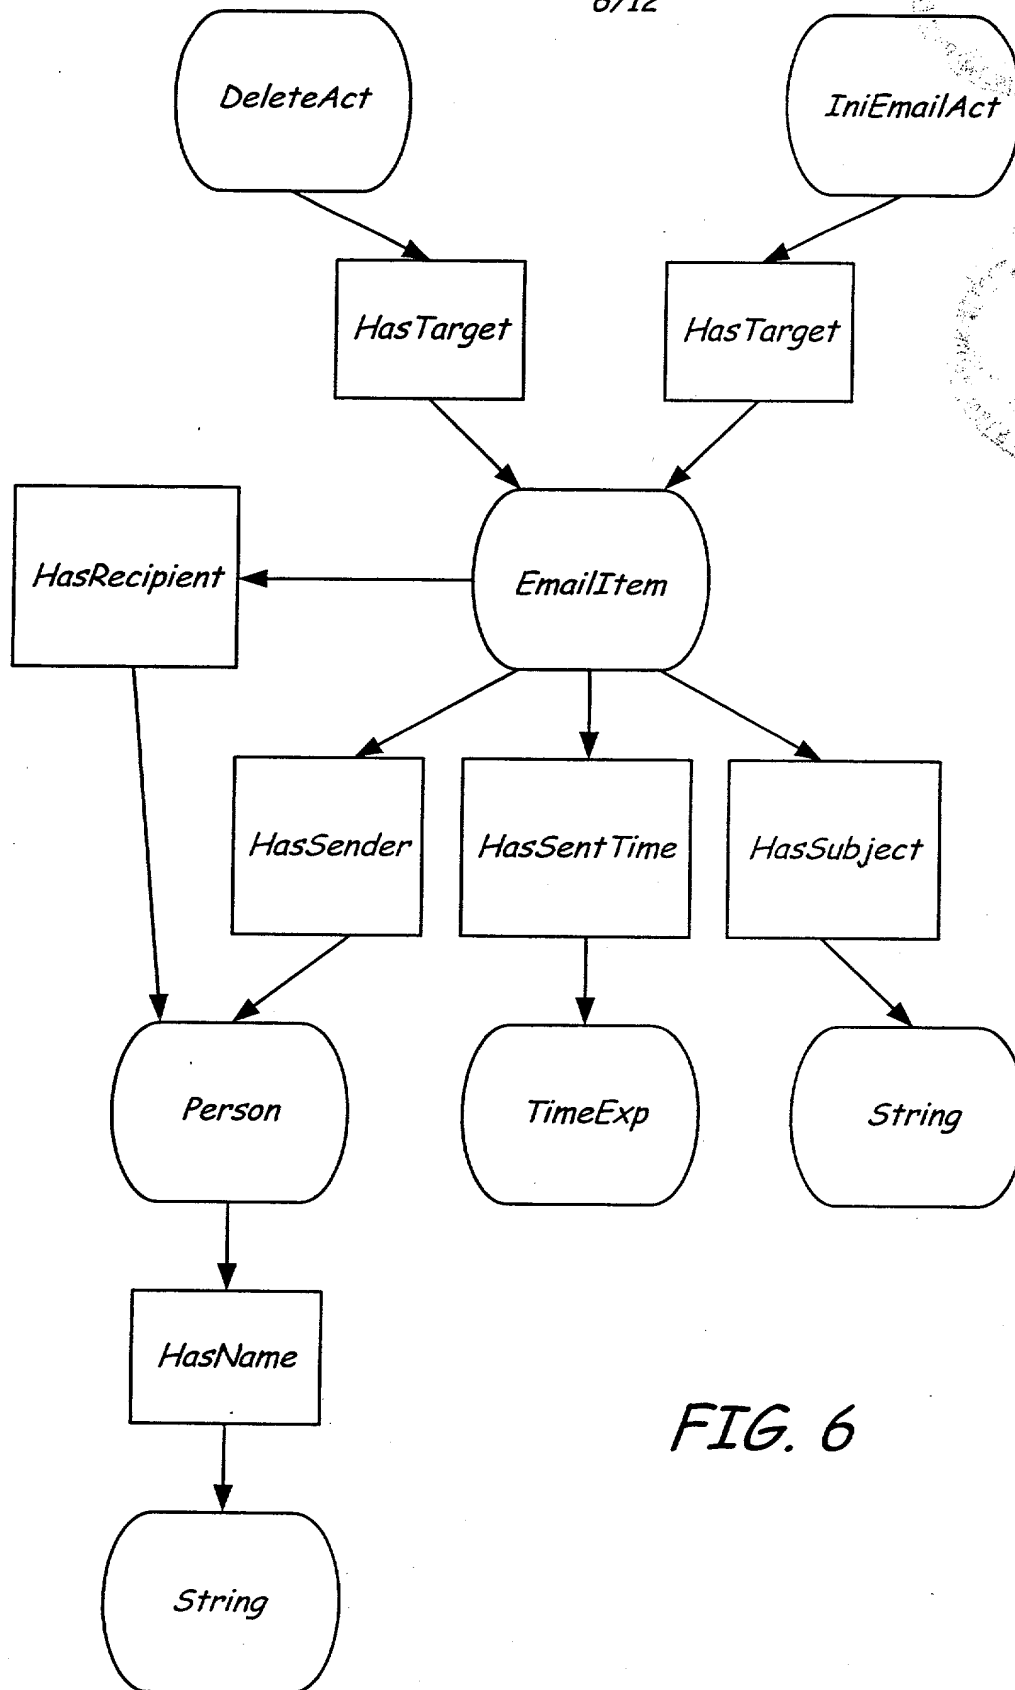 6/12
DeleteAct
IniEmailAct
HasTarget
HasTarget
HasRecipient
EmailItem
HasSender
HasSentTime
HasSubject
Person
TimeExp
String
HasName
FIG. 6
String